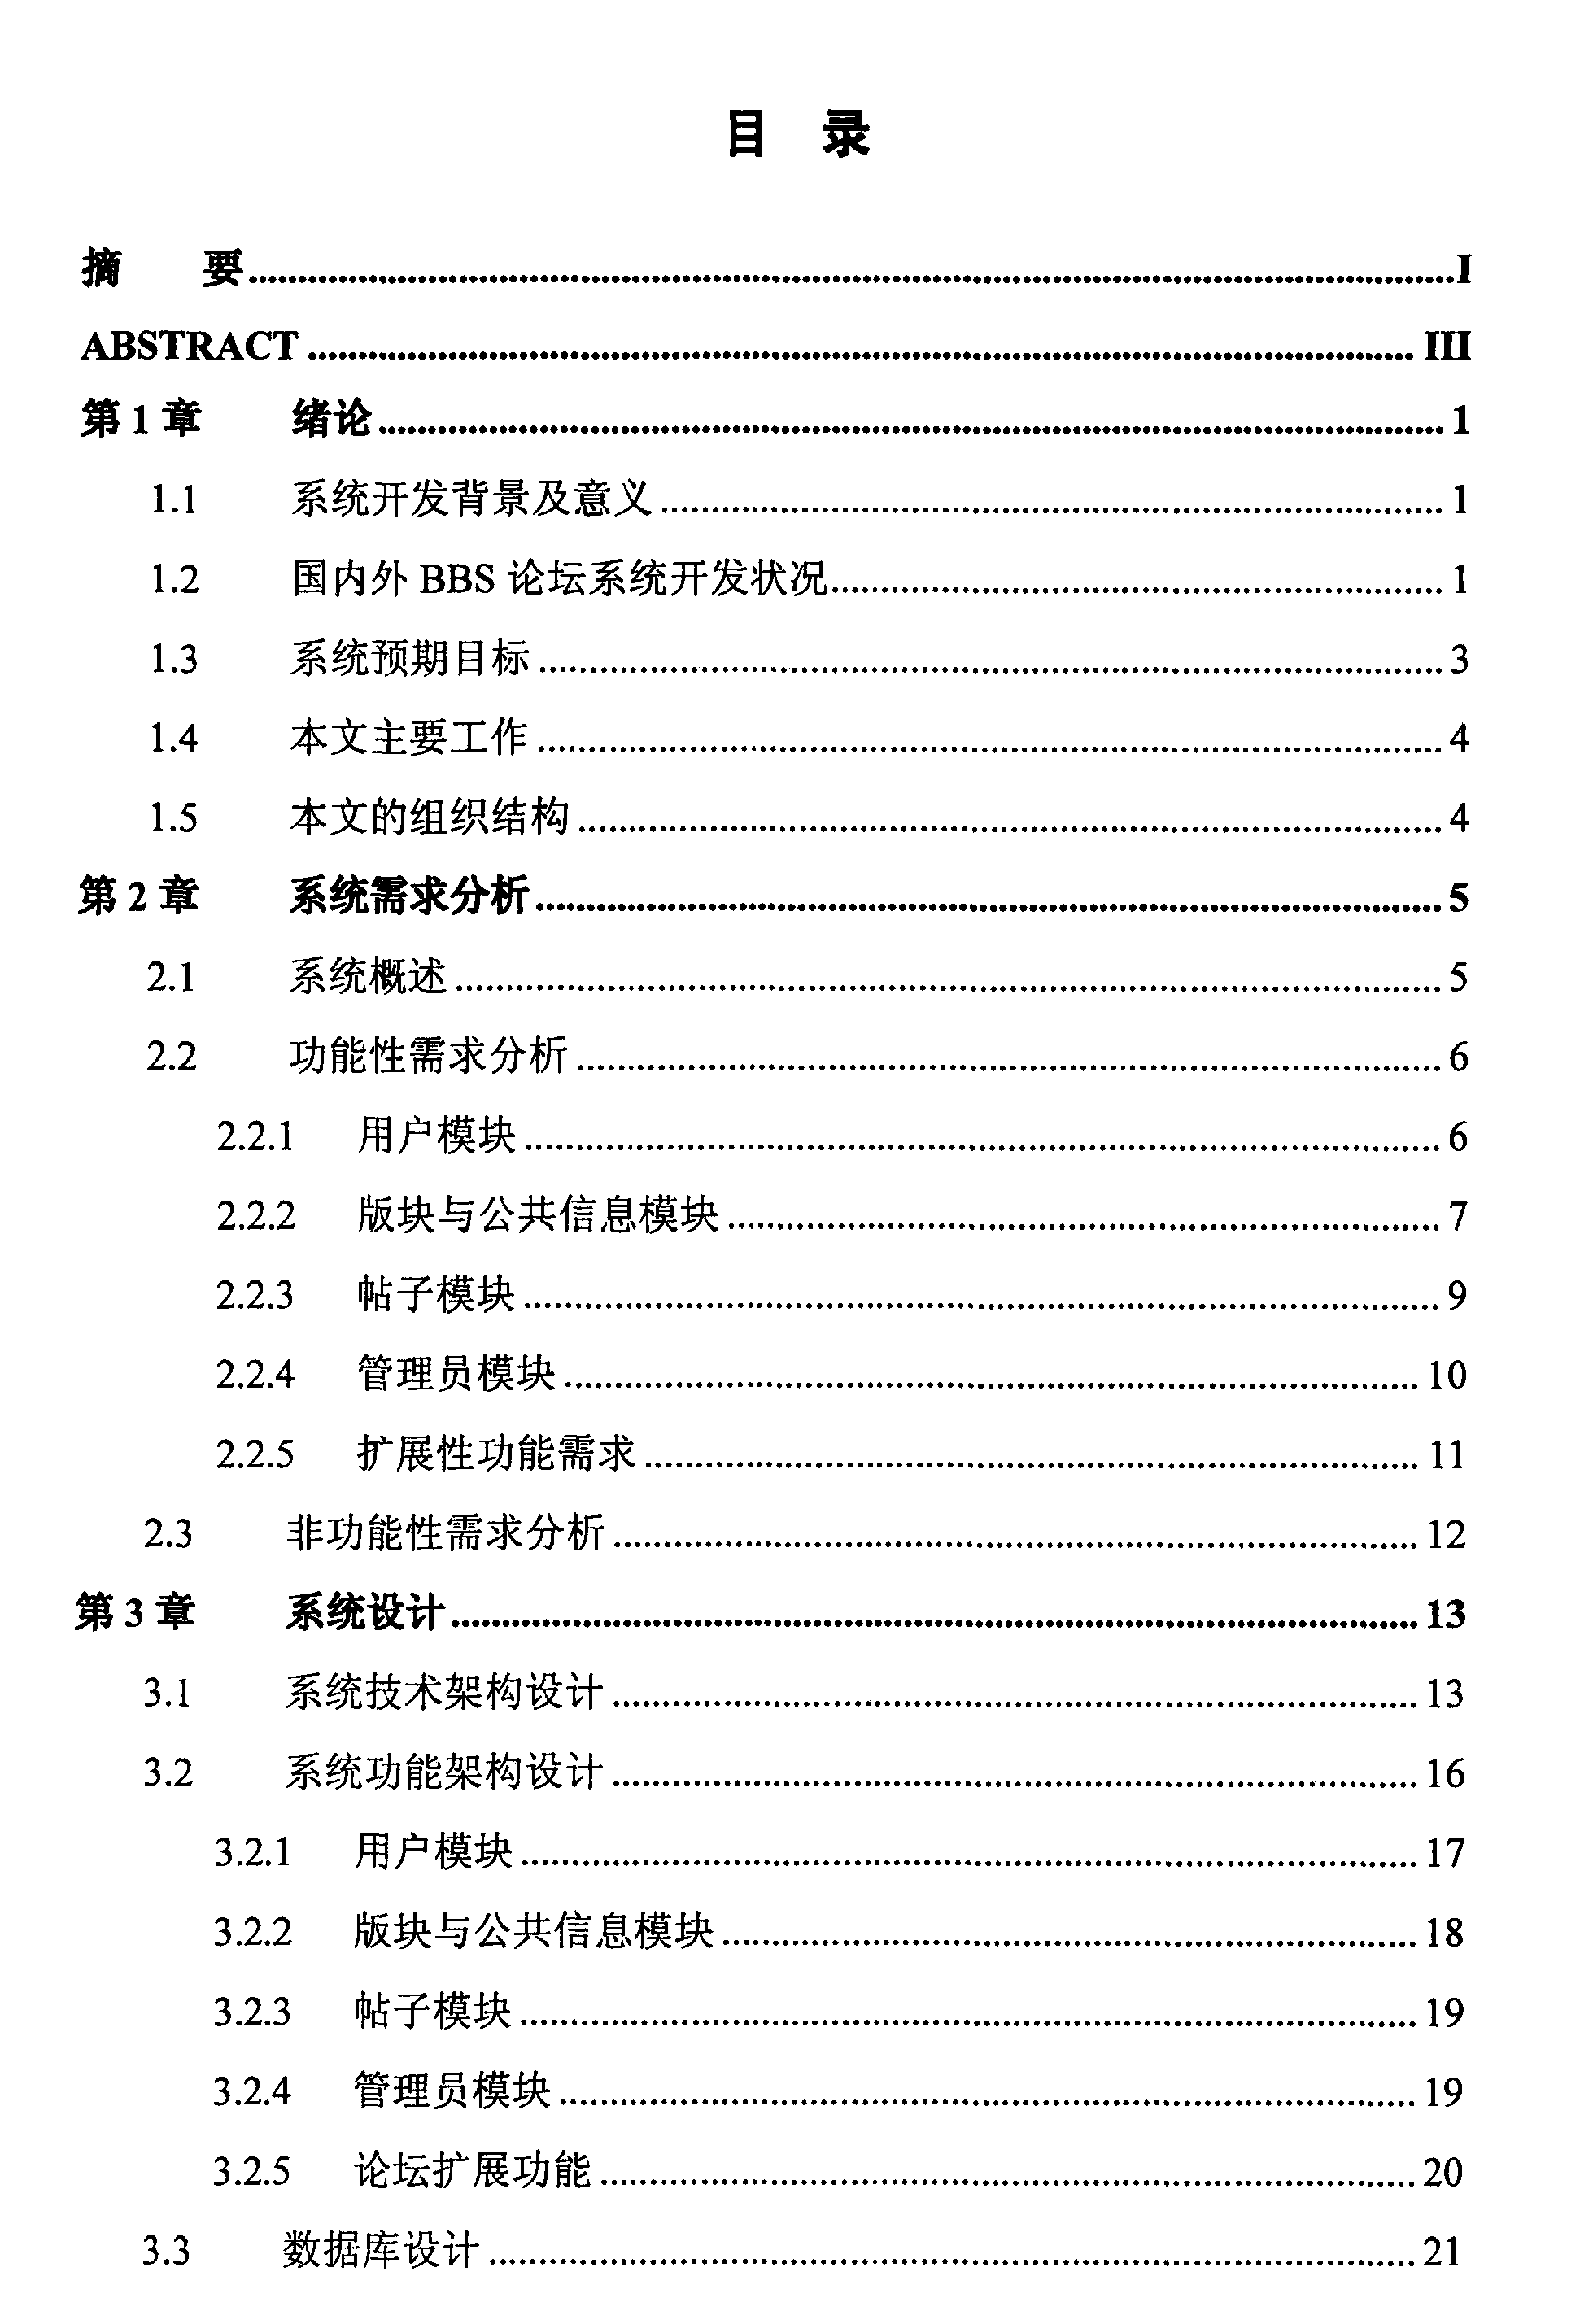 目 录
摘 要........................I
ABSTRACT........................III
第 1 章 绪论........................1
1.1 系统开发背景及意义........................1
1.2 国内外 BBS 论坛系统开发状况........................1
1.3 系统预期目标........................3
1.4 本文主要工作........................4
1.5 本文的组织结构........................4
第 2 章 系统需求分析........................5
2.1 系统概述........................5
2.2 功能性需求分析........................6
2.2.1 用户模块........................6
2.2.2 版块与公共信息模块........................7
2.2.3 帖子模块........................9
2.2.4 管理员模块........................10
2.2.5 扩展性功能需求........................11
2.3 非功能性需求分析........................12
第 3 章 系统设计........................13
3.1 系统技术架构设计........................13
3.2 系统功能架构设计........................16
3.2.1 用户模块........................17
3.2.2 版块与公共信息模块........................18
3.2.3 帖子模块........................19
3.2.4 管理员模块........................19
3.2.5 论坛扩展功能........................20
3.3 数据库设计........................21